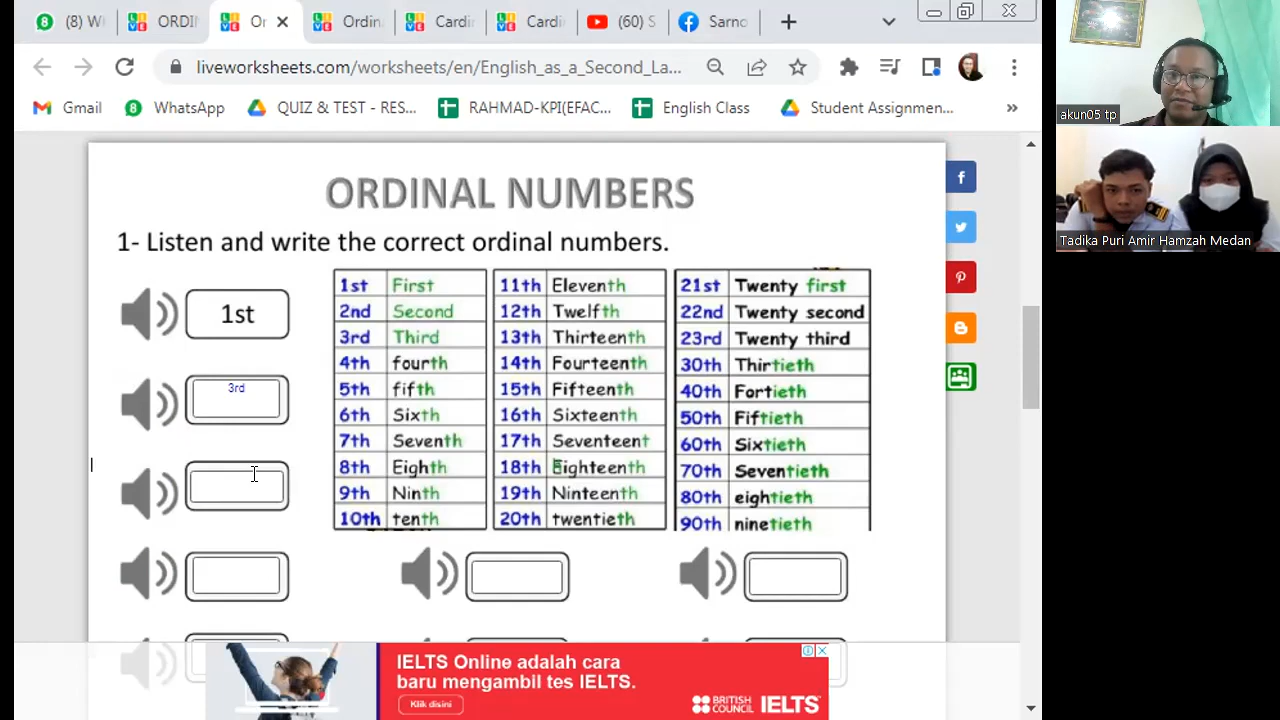 (8) W
ORDIN
Or
Ordin
Cardi
Cardi
(60) S
Sarno
liveworksheets.com/worksheets/en/English_as_a_Second_La...
Gmail
WhatsApp
QUIZ & TEST - RES...
RAHMAD-KPI(EFAC...
English Class
Student Assignmen...
»
akun05 tp
Tadika Puri Amir Hamzah Medan
ORDINAL NUMBERS
1- Listen and write the correct ordinal numbers.
1st
3rd
1st First
2nd Second
3rd Third
4th fourth
5th fifth
6th Sixth
7th Seventh
8th Eighth
9th Ninth
10th tenth
11th Eleventh
12th Twelfth
13th Thirteenth
14th Fourteenth
15th Fifteenth
16th Sixteenth
17th Seventeent
18th Eighteenth
19th Ninteenth
20th twentieth
21st Twenty first
22nd Twenty second
23rd Twenty third
30th Thirtieth
40th Fortieth
50th Fiftieth
60th Sixtieth
70th Seventieth
80th eightieth
90th ninetieth
IELTS Online adalah cara
baru mengambil tes IELTS.
Klik disini
BRITISH
COUNCIL
IELTS